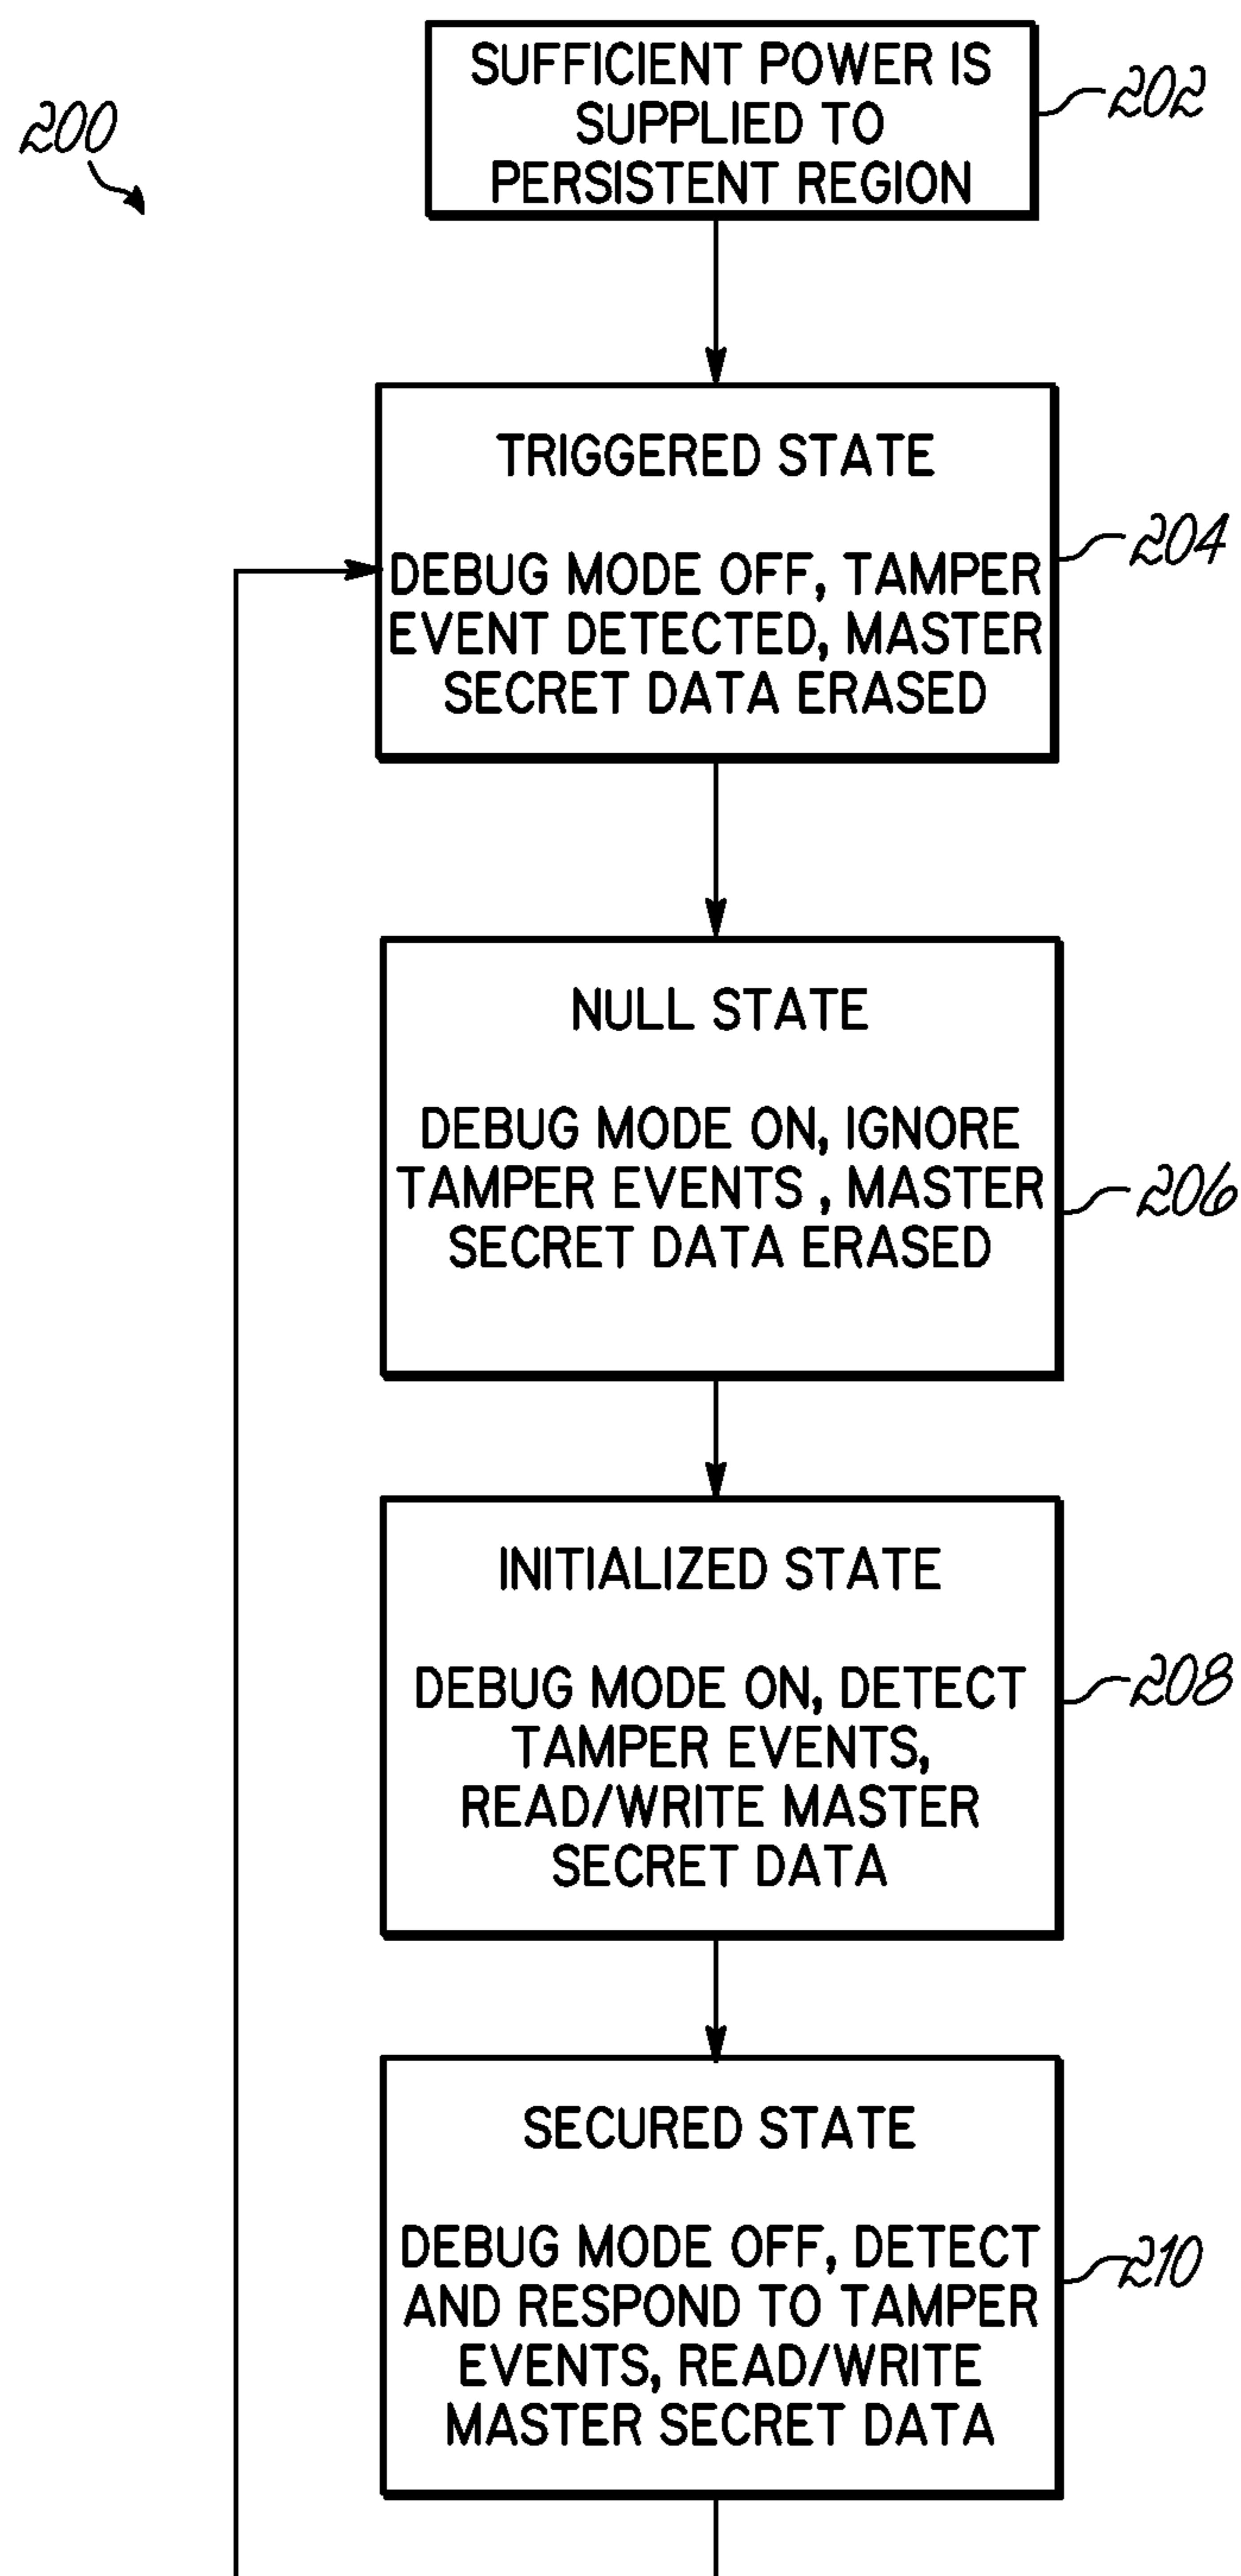 200
SUFFICIENT POWER IS
SUPPLIED TO
PERSISTENT REGION
202
TRIGGERED STATE
DEBUG MODE OFF, TAMPER
EVENT DETECTED, MASTER
SECRET DATA ERASED
204
NULL STATE
DEBUG MODE ON, IGNORE
TAMPER EVENTS , MASTER
SECRET DATA ERASED
206
INITIALIZED STATE
DEBUG MODE ON, DETECT
TAMPER EVENTS,
READ/WRITE MASTER
SECRET DATA
208
SECURED STATE
DEBUG MODE OFF, DETECT
AND RESPOND TO TAMPER
EVENTS, READ/WRITE
MASTER SECRET DATA
210